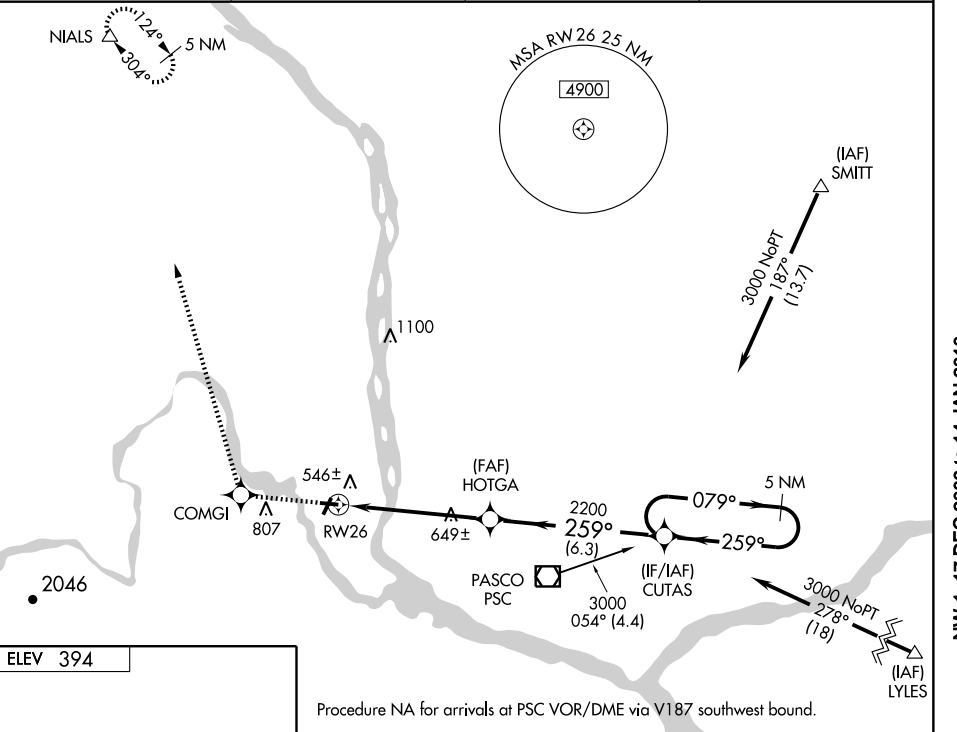 NIALS
124°
304°
5 NM
MSA RW 26 25 NM
4900
(IAF)
SMITT
3000 NoPT
187°
(13.7)
1100
546±
(FAF)
HOTGA
5 NM
079°
COMGI
807
RW26
649±
2200
259°
(6.3)
259°
PASCO
PSC
(IF/IAF)
CUTAS
3000
054° (4.4)
3000 NoPT
278°
(18)
(IAF)
LYLES
2046
ELEV 394
Procedure NA for arrivals at PSC VOR/DME via V187 southwest bound.